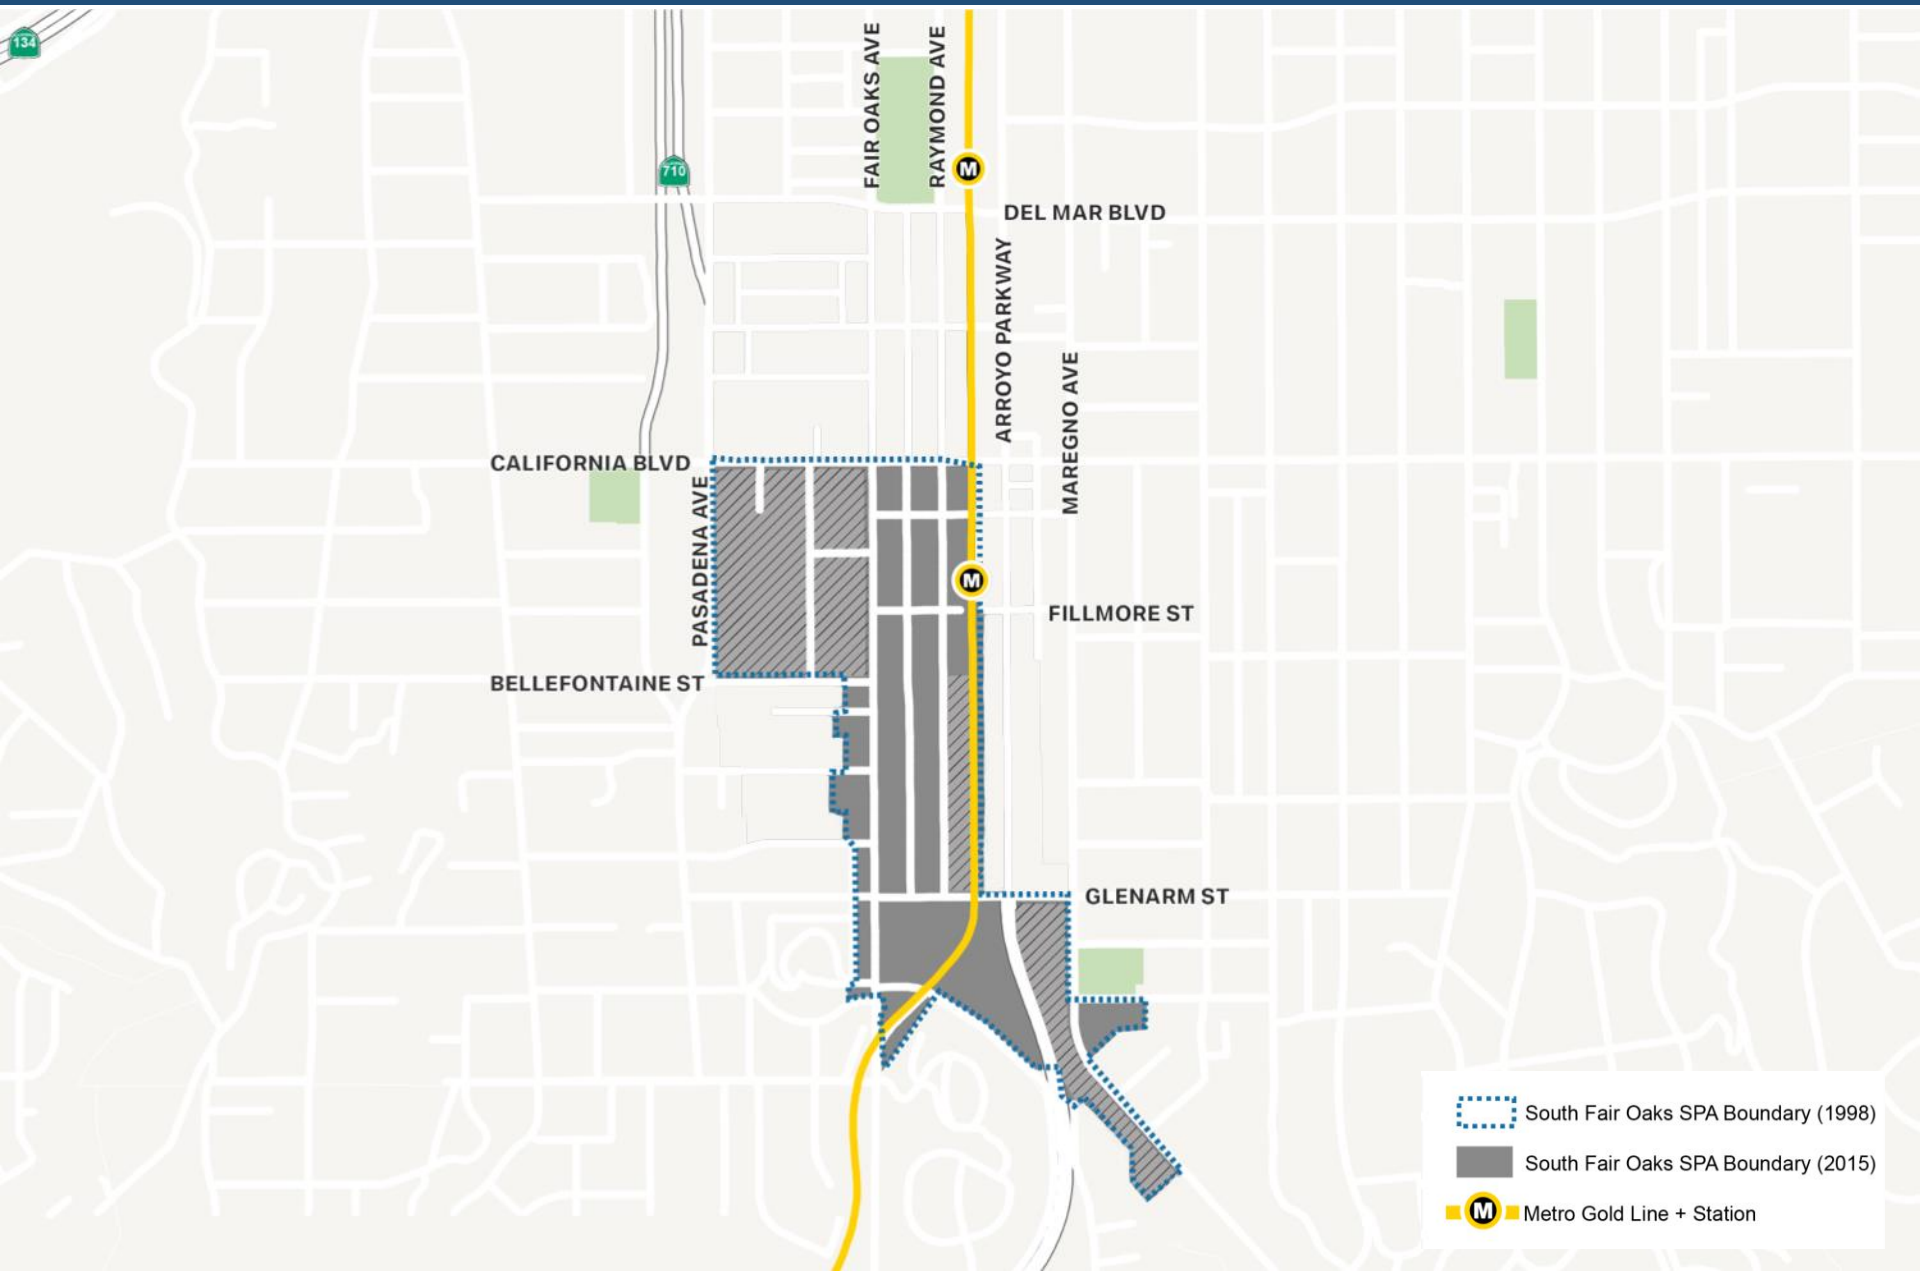 134
FAIR OAKS AVE
RAYMOND AVE
M
710
DEL MAR BLVD
ARROYO PARKWAY
MAREGNO AVE
CALIFORNIA BLVD
PASADENA AVE
M
FILLMORE ST
BELLEFONTAINE ST
GLENARM ST
South Fair Oaks SPA Boundary (1998)
South Fair Oaks SPA Boundary (2015)
M Metro Gold Line + Station